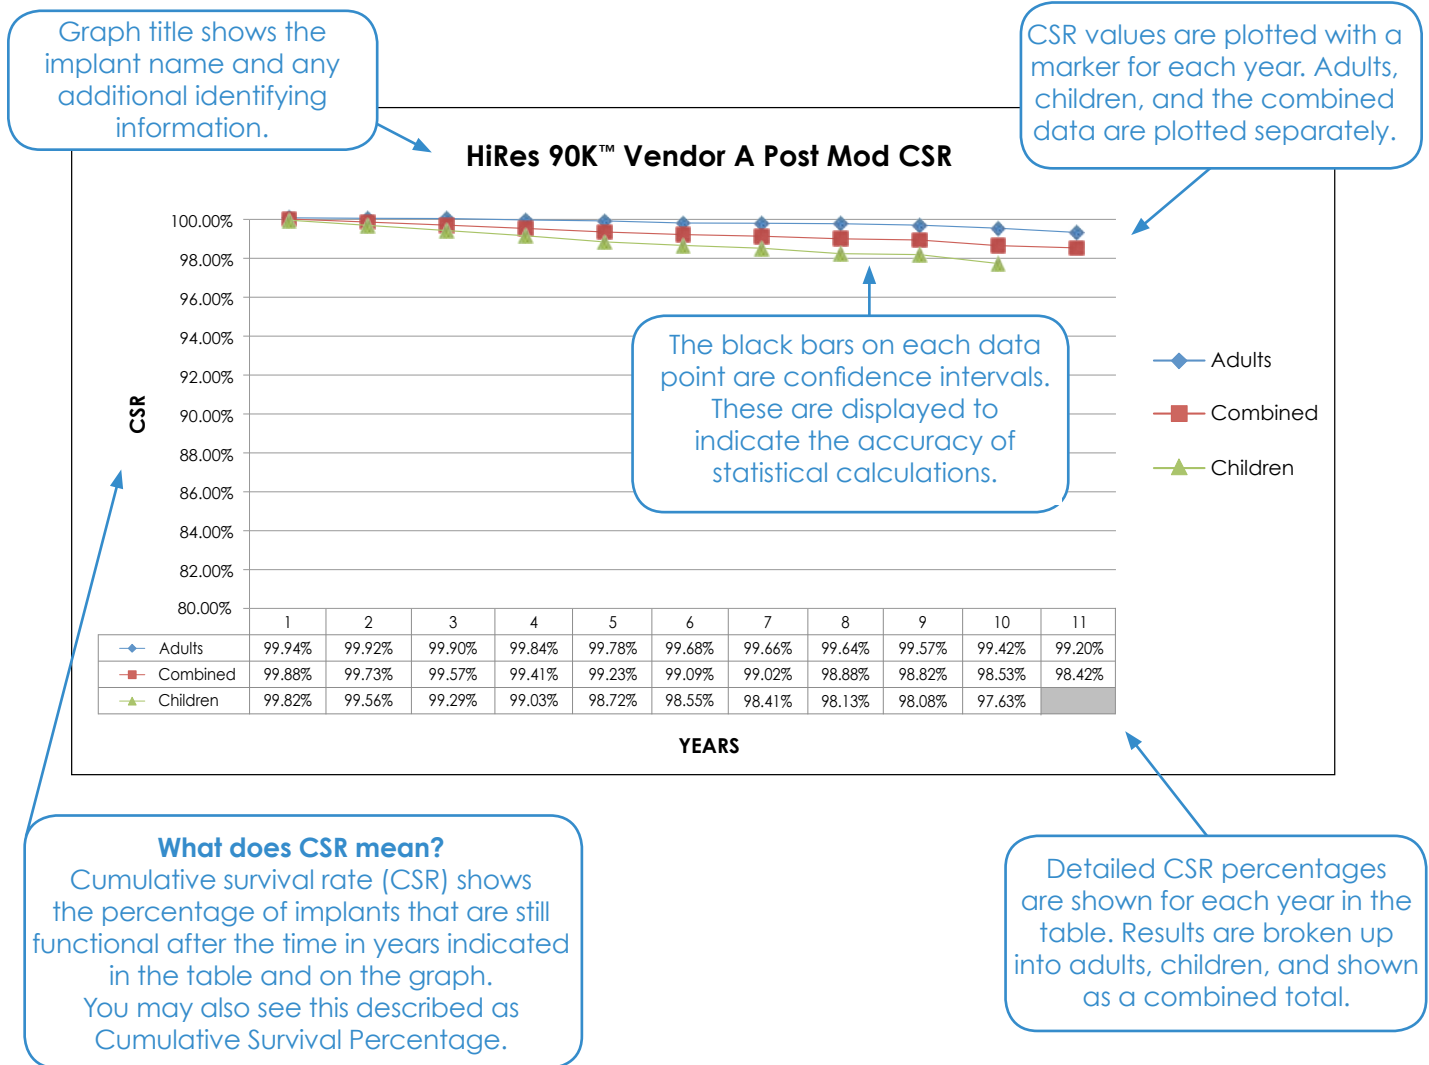 Graph title shows the
implant name and any
additional identifying
information.
CSR values are plotted with a
marker for each year. Adults,
children, and the combined
data are plotted separately.
HiRes 90K™ Vendor A Post Mod CSR
100.00%
98.00%
96.00%
94.00%
92.00%
90.00%
88.00%
86.00%
84.00%
82.00%
80.00%
CSR
The black bars on each data
point are confidence intervals.
These are displayed to
indicate the accuracy of
statistical calculations.
Adults
Combined
Children
1 2 3 4 5 6 7 8 9 10 11
Adults 99.94% 99.92% 99.90% 99.84% 99.78% 99.68% 99.66% 99.64% 99.57% 99.42% 99.20%
Combined 99.88% 99.73% 99.57% 99.41% 99.23% 99.09% 99.02% 98.88% 98.82% 98.53% 98.42%
Children 99.82% 99.56% 99.29% 99.03% 98.72% 98.55% 98.41% 98.13% 98.08% 97.63%
YEARS
What does CSR mean?
Cumulative survival rate (CSR) shows
the percentage of implants that are still
functional after the time in years indicated
in the table and on the graph.
You may also see this described as
Cumulative Survival Percentage.
Detailed CSR percentages
are shown for each year in the
table. Results are broken up
into adults, children, and shown
as a combined total.